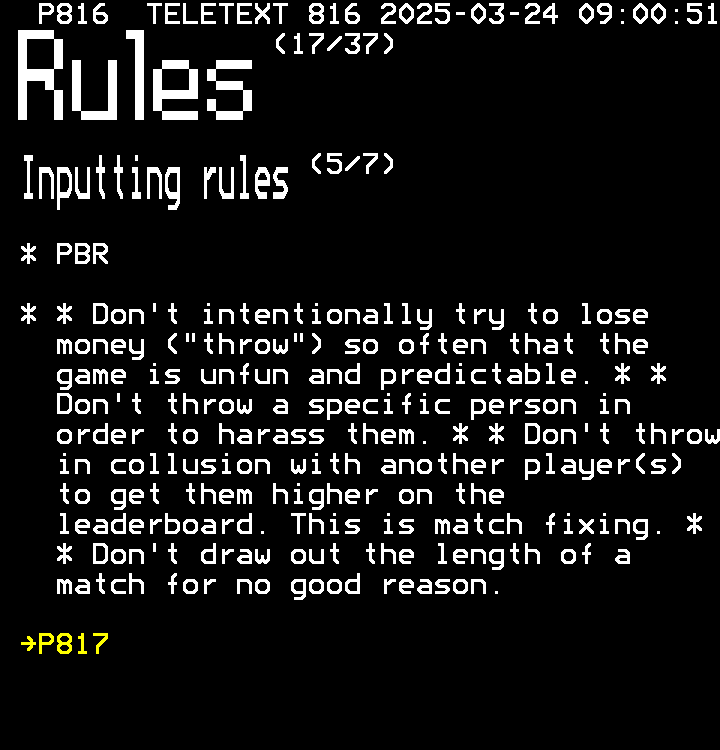 P816 TELETEXT 816 2025-03-24 09:00:51
Rules (17/37)
Inputting rules (5/7)
* PBR
* * Don't intentionally try to lose
money ("throw") so often that the
game is unfun and predictable. * *
Don't throw a specific person in
order to harass them. * * Don't throw
in collusion with another player(s)
to get them higher on the
leaderboard. This is match fixing. *
* Don't draw out the length of a
match for no good reason.
→P817